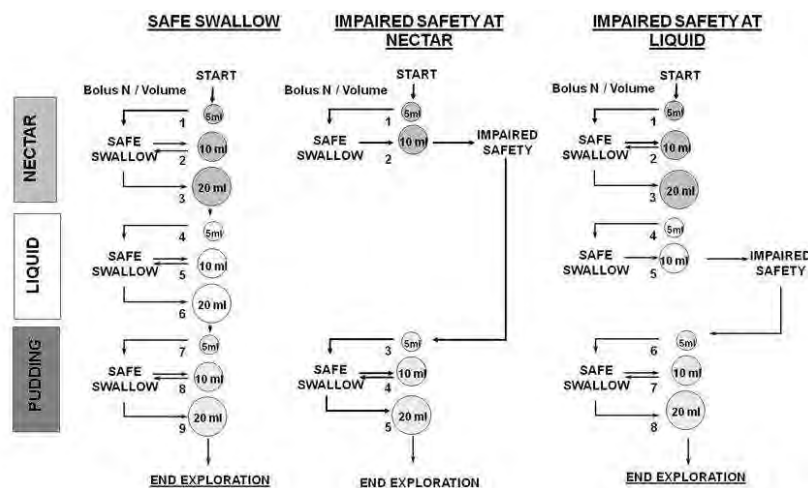 SAFE SWALLOW
IMPAIRED SAFETY AT
NECTAR
IMPAIRED SAFETY AT
LIQUID
NECTAR
LIQUID
PUDDING
START
Bolus N / Volume
5ml
1
SAFE
SWALLOW
10 ml
2
20 ml
3
5ml
4
SAFE
SWALLOW
10 ml
5
20 ml
6
5ml
7
SAFE
SWALLOW
10 ml
8
20 ml
9
END EXPLORATION
START
Bolus N / Volume
5ml
1
SAFE
SWALLOW
10 ml
2
IMPAIRED
SAFETY
5ml
3
SAFE
SWALLOW
10 ml
4
20 ml
5
END EXPLORATION
START
Bolus N / Volume
5ml
1
SAFE
SWALLOW
10 ml
2
20 ml
3
5ml
4
SAFE
SWALLOW
10 ml
5
IMPAIRED
SAFETY
5ml
6
SAFE
SWALLOW
10 ml
7
20 ml
8
END EXPLORATION